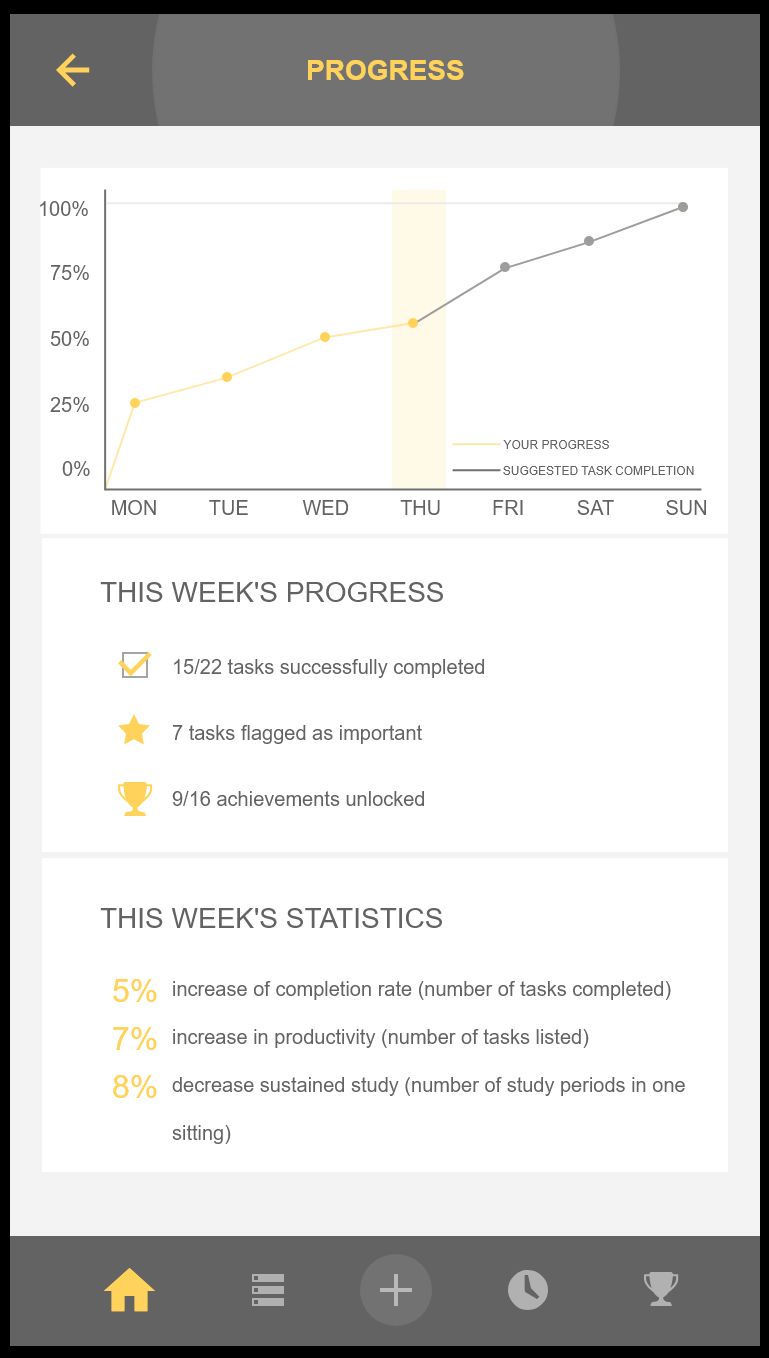 PROGRESS
100%
75%
50%
25%
0%
YOUR PROGRESS
SUGGESTED TASK COMPLETION
MON TUE WED THU FRI SAT SUN
THIS WEEK'S PROGRESS
15/22 tasks successfully completed
7 tasks flagged as important
9/16 achievements unlocked
THIS WEEK'S STATISTICS
5% increase of completion rate (number of tasks completed)
7% increase in productivity (number of tasks listed)
8% decrease sustained study (number of study periods in one
sitting)